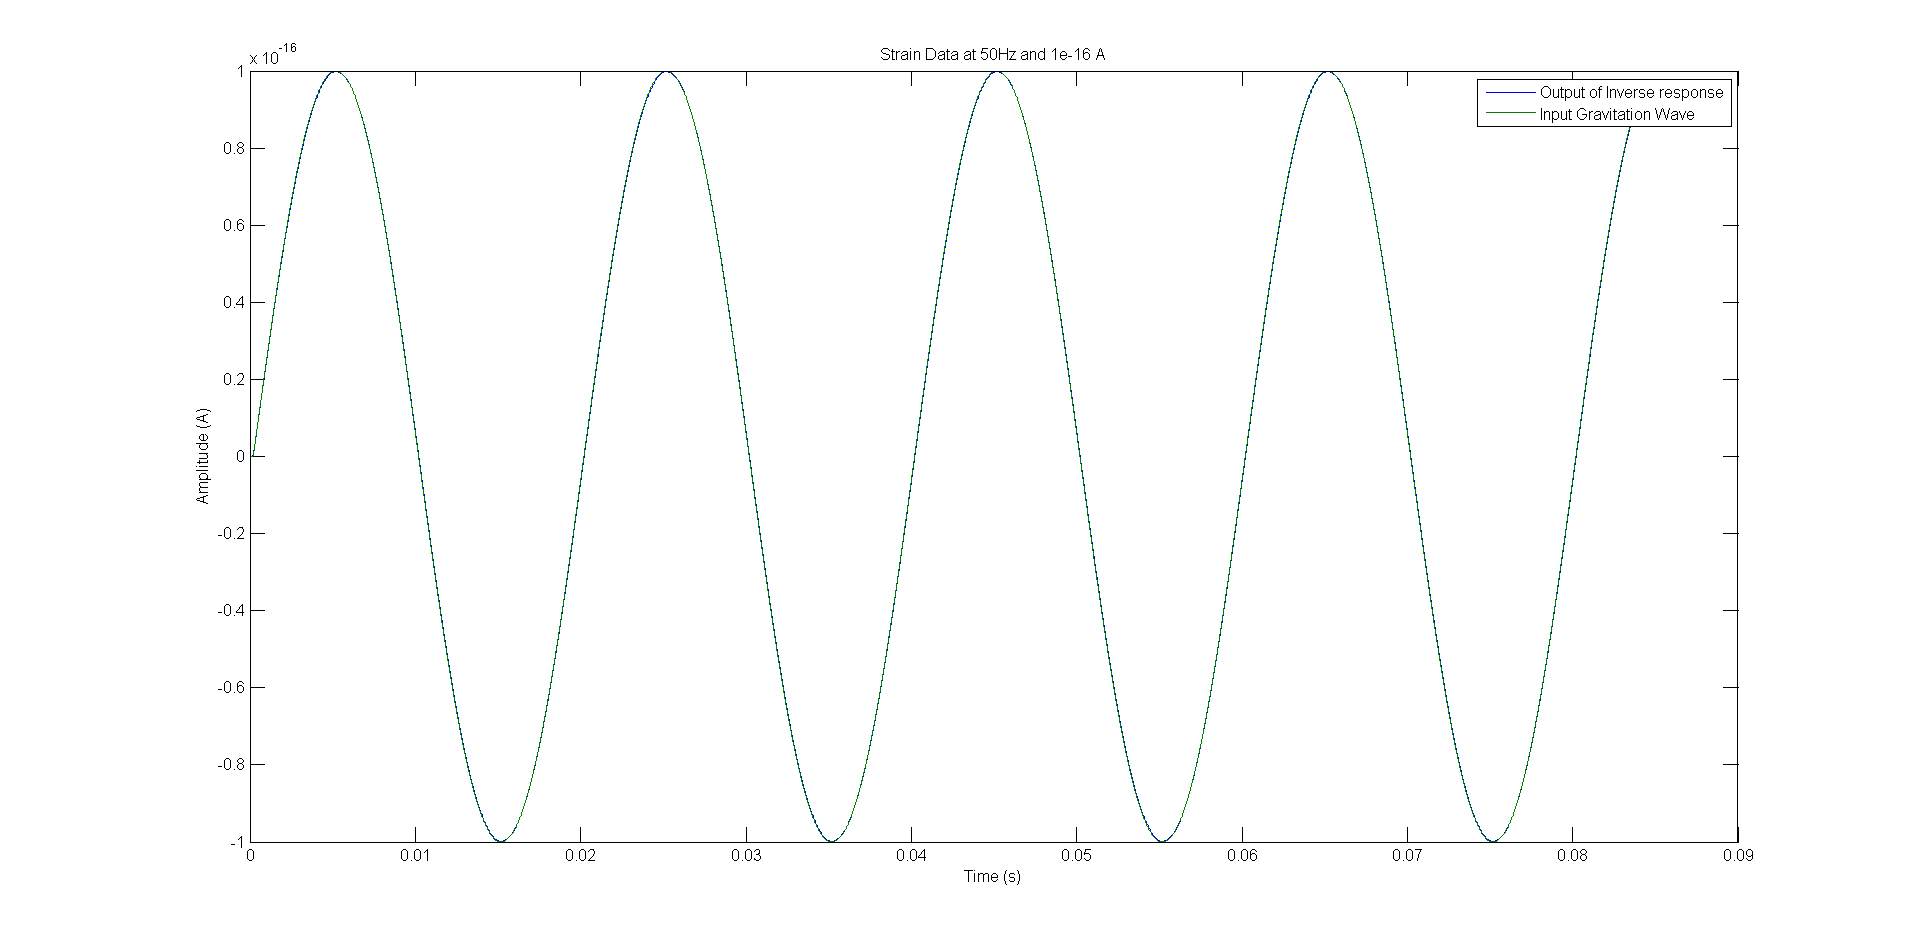 Strain Data at 50Hz and 1e-16 A
x 10^-16
Output of Inverse response
Input Gravitation Wave
1
0.8
0.6
0.4
0.2
0
-0.2
-0.4
-0.6
-0.8
-1
Amplitude (A)
0 0.01 0.02 0.03 0.04 0.05 0.06 0.07 0.08 0.09
Time (s)